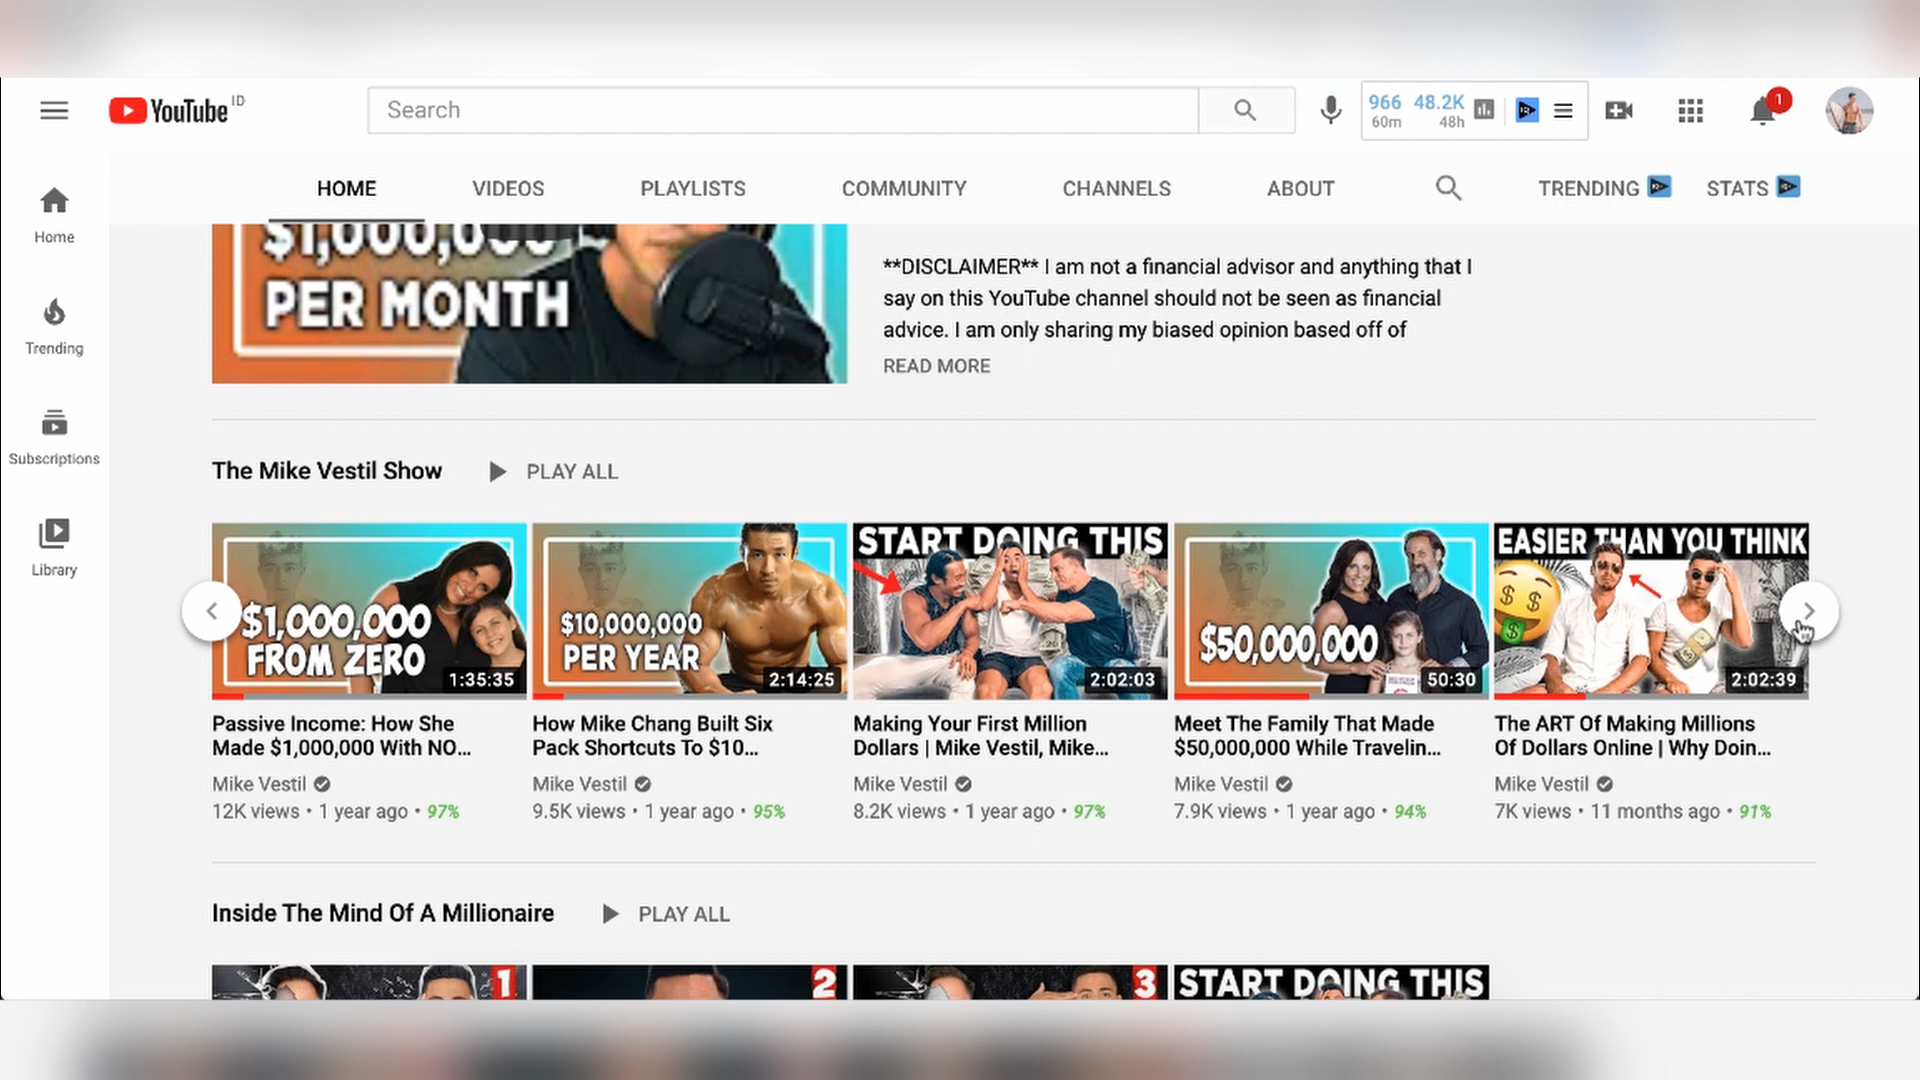 YouTube ID
Search
966 48.2K
60m 48h
1
HOME VIDEOS PLAYLISTS COMMUNITY CHANNELS ABOUT TRENDING STATS
Home
Trending
Subscriptions
Library
$1,000,000
PER MONTH
**DISCLAIMER** I am not a financial advisor and anything that I
say on this YouTube channel should not be seen as financial
advice. I am only sharing my biased opinion based off of
READ MORE
The Mike Vestil Show PLAY ALL
$1,000,000
FROM ZERO
1:35:35
$10,000,000
PER YEAR
2:14:25
START DOING THIS
2:02:03
$50,000,000
50:30
EASIER THAN YOU THINK
2:02:39
Passive Income: How She
Made $1,000,000 With NO...
Mike Vestil
12K views • 1 year ago • 97%
How Mike Chang Built Six
Pack Shortcuts To $10...
Mike Vestil
9.5K views • 1 year ago • 95%
Making Your First Million
Dollars | Mike Vestil, Mike...
Mike Vestil
8.2K views • 1 year ago • 97%
Meet The Family That Made
$50,000,000 While Travelin...
Mike Vestil
7.9K views • 1 year ago • 94%
The ART Of Making Millions
Of Dollars Online | Why Doin...
Mike Vestil
7K views • 11 months ago • 91%
Inside The Mind Of A Millionaire PLAY ALL
1
2
3
START DOING THIS